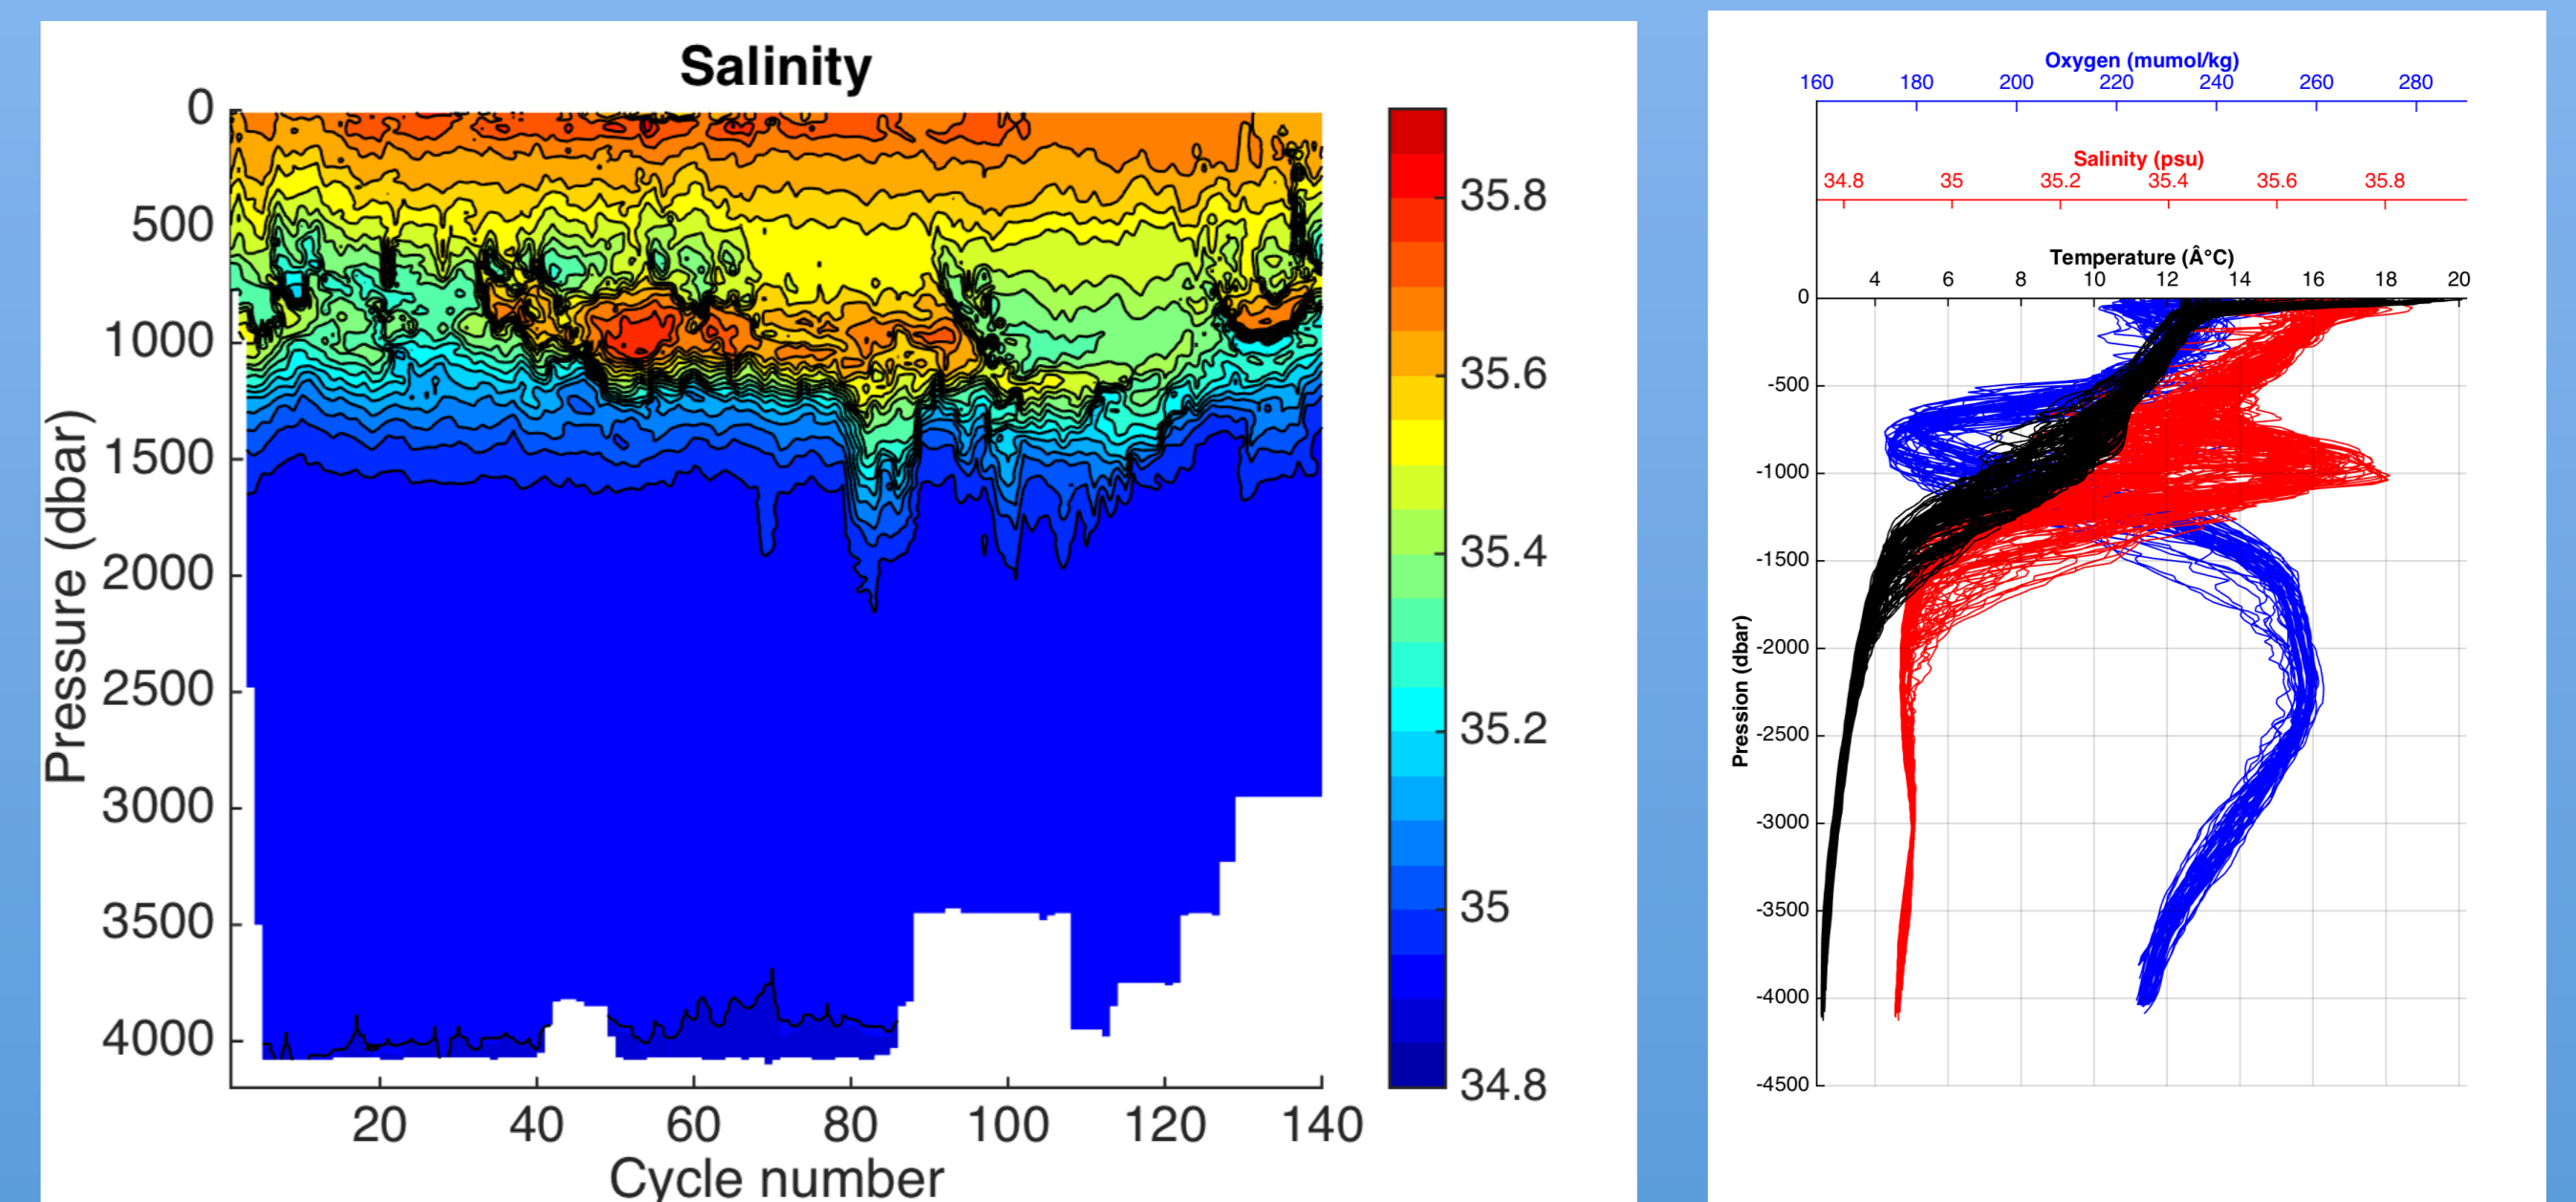 Salinity
0
500
1000
1500
2000
2500
3000
3500
4000
Pressure (dbar)
20 40 60 80 100 120 140
Cycle number
35.8
35.6
35.4
35.2
35
34.8
Oxygen (mumol/kg)
160 180 200 220 240 260 280
Salinity (psu)
34.8 35 35.2 35.4 35.6 35.8
Temperature (Â°C)
4 6 8 10 12 14 16 18 20
0
-500
-1000
-1500
-2000
-2500
-3000
-3500
-4000
-4500
Pression (dbar)